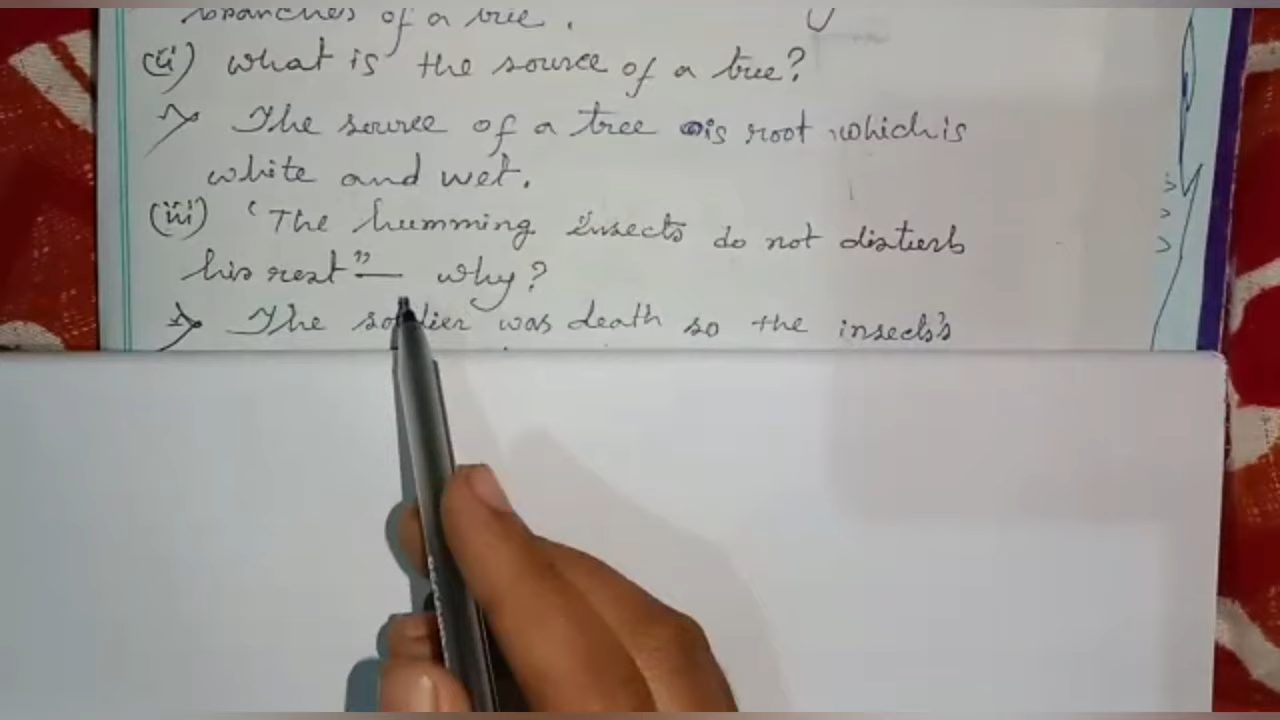 branches of a tree.
(ii) what is the source of a tree?
The source of a tree is root which is
white and wet.
(iii) "The humming insects do not disturb
his rest" — why?
The soldier was death so the insects's